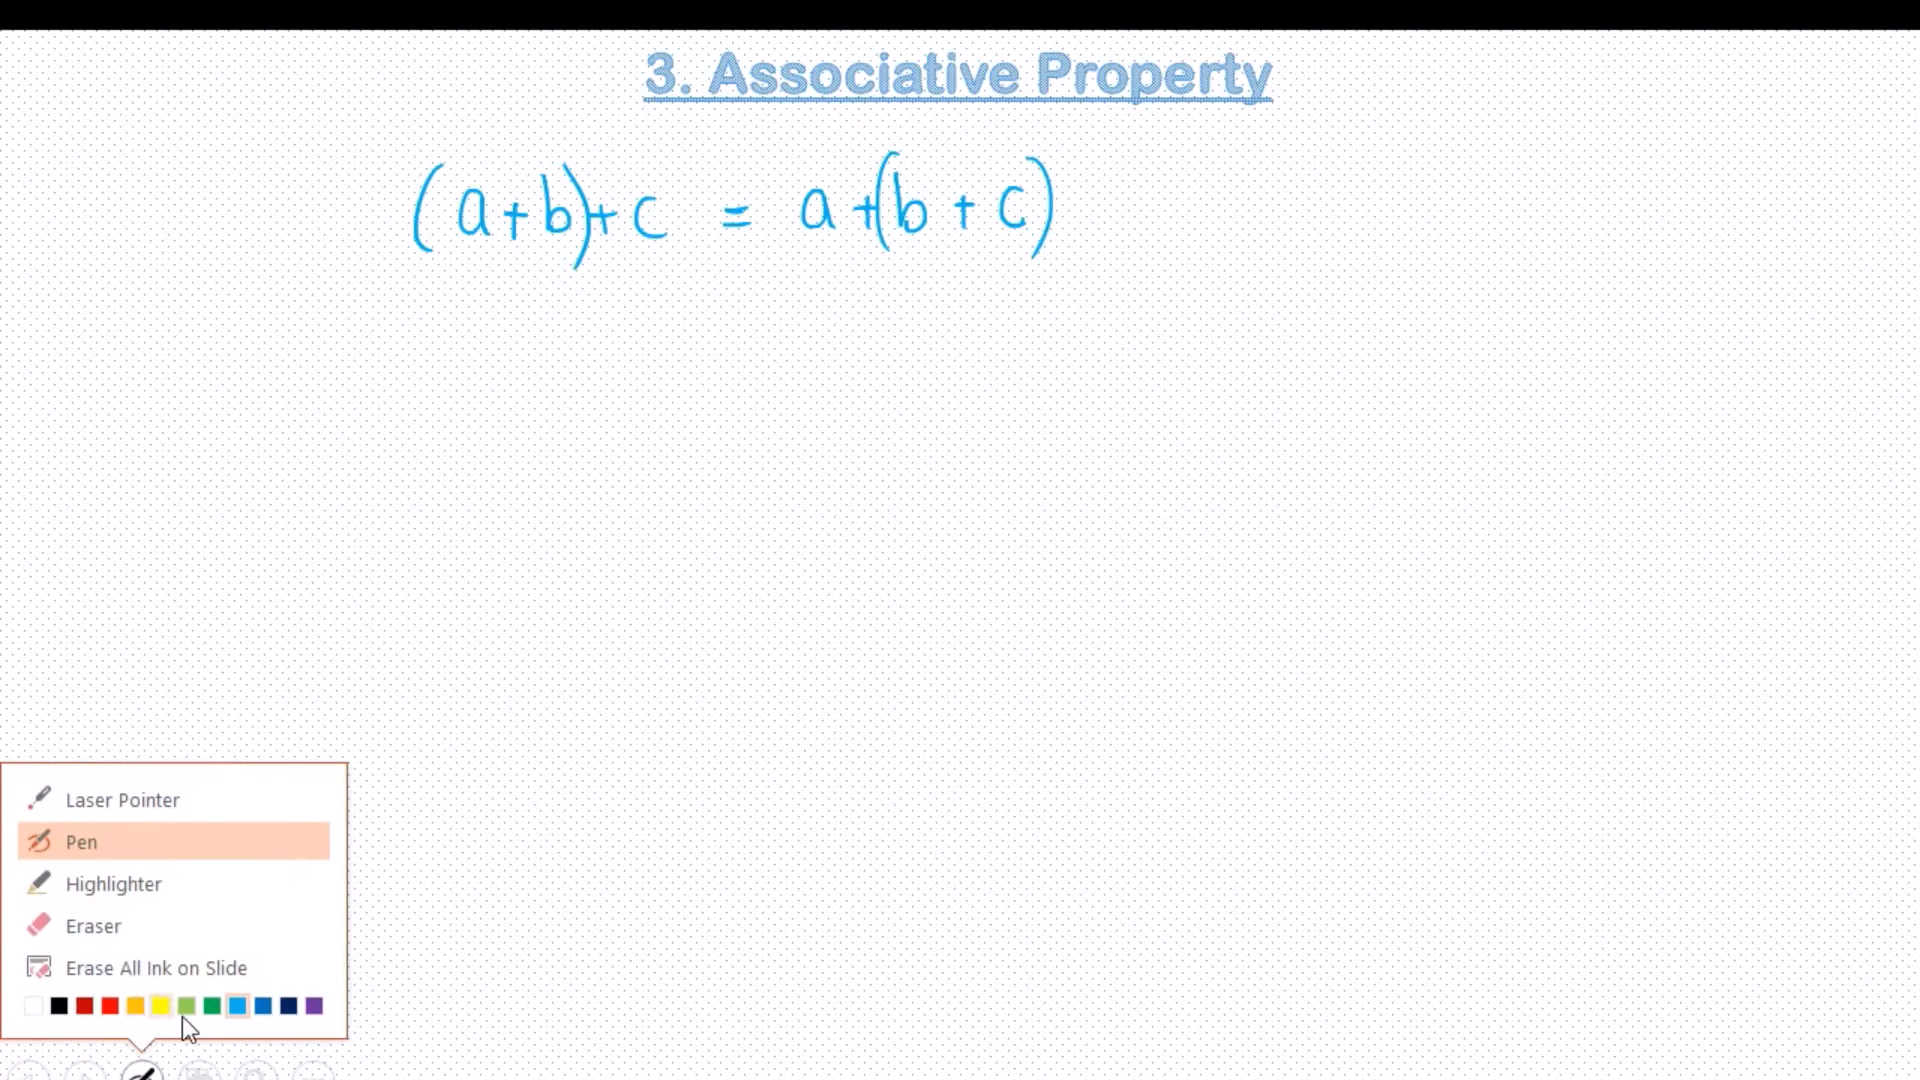 3. Associative Property
(a+b)+c = a+(b+c)
Laser Pointer
Pen
Highlighter
Eraser
Erase All Ink on Slide